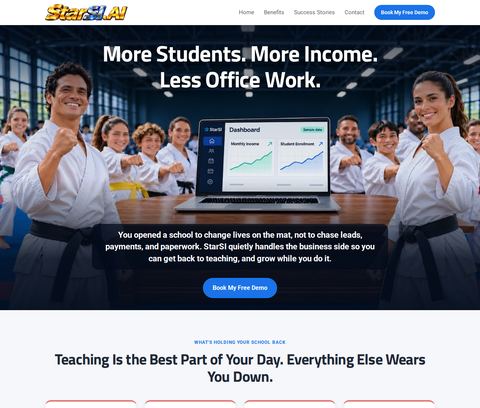 StarSI.AI
Home Benefits Success Stories Contact Book My Free Demo
More Students. More Income.
Less Office Work.
StarSI
Dashboard
Sample data
Monthly income
Student Enrollment
You opened a school to change lives on the mat, not to chase leads,
payments, and paperwork. StarSI quietly handles the business side so you
can get back to teaching, and grow while you do it.
Book My Free Demo
WHAT'S HOLDING YOUR SCHOOL BACK
Teaching Is the Best Part of Your Day. Everything Else Wears
You Down.